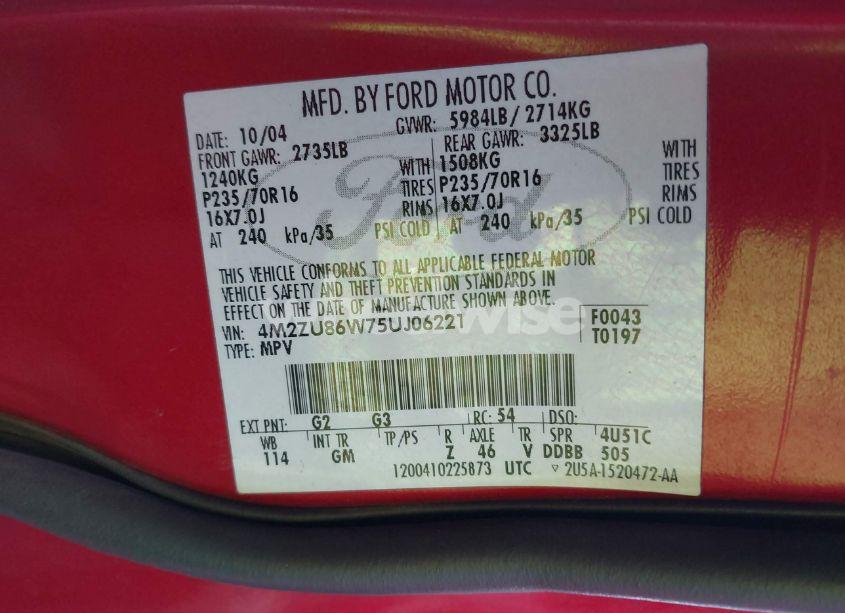 MFD. BY FORD MOTOR CO.
DATE: 10/04 GVWR: 5984LB / 2714KG
FRONT GAWR: 2735LB REAR GAWR: 3325LB
1240KG WITH 1508KG WITH
P235/70R16 TIRES P235/70R16 TIRES
16X7.0J RIMS 16X7.0J RIMS
AT 240 kPa/35 PSI COLD AT 240 kPa/35 PSI COLD
Ford
THIS VEHICLE CONFORMS TO ALL APPLICABLE FEDERAL MOTOR
VEHICLE SAFETY AND THEFT PREVENTION STANDARDS IN
EFFECT ON THE DATE OF MANUFACTURE SHOWN ABOVE.
VIN: 4M2ZU86W75UJ06221 F0043
TYPE: MPV T0197
EXT PNT: G2 G3 RC: 54 DSO:
WB INT TR TP/PS R AXLE TR SPR 4U51C
114 GM Z 46 V DDBB 505
1200410225873 UTC ▽ 2U5A-1520472-AA